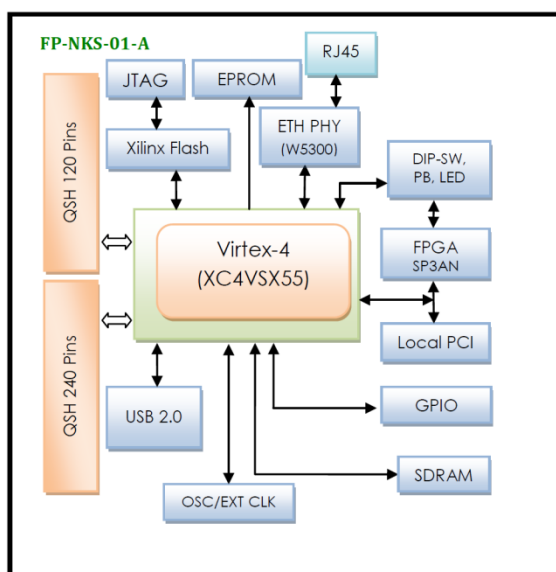 FP-NKS-01-A
RJ45
JTAG
EPROM
QSH 120 Pins
Xilinx Flash
ETH PHY
(W5300)
DIP-SW,
PB, LED
Virtex-4
(XC4VSX55)
FPGA
SP3AN
Local PCI
QSH 240 Pins
USB 2.0
GPIO
SDRAM
OSC/EXT CLK